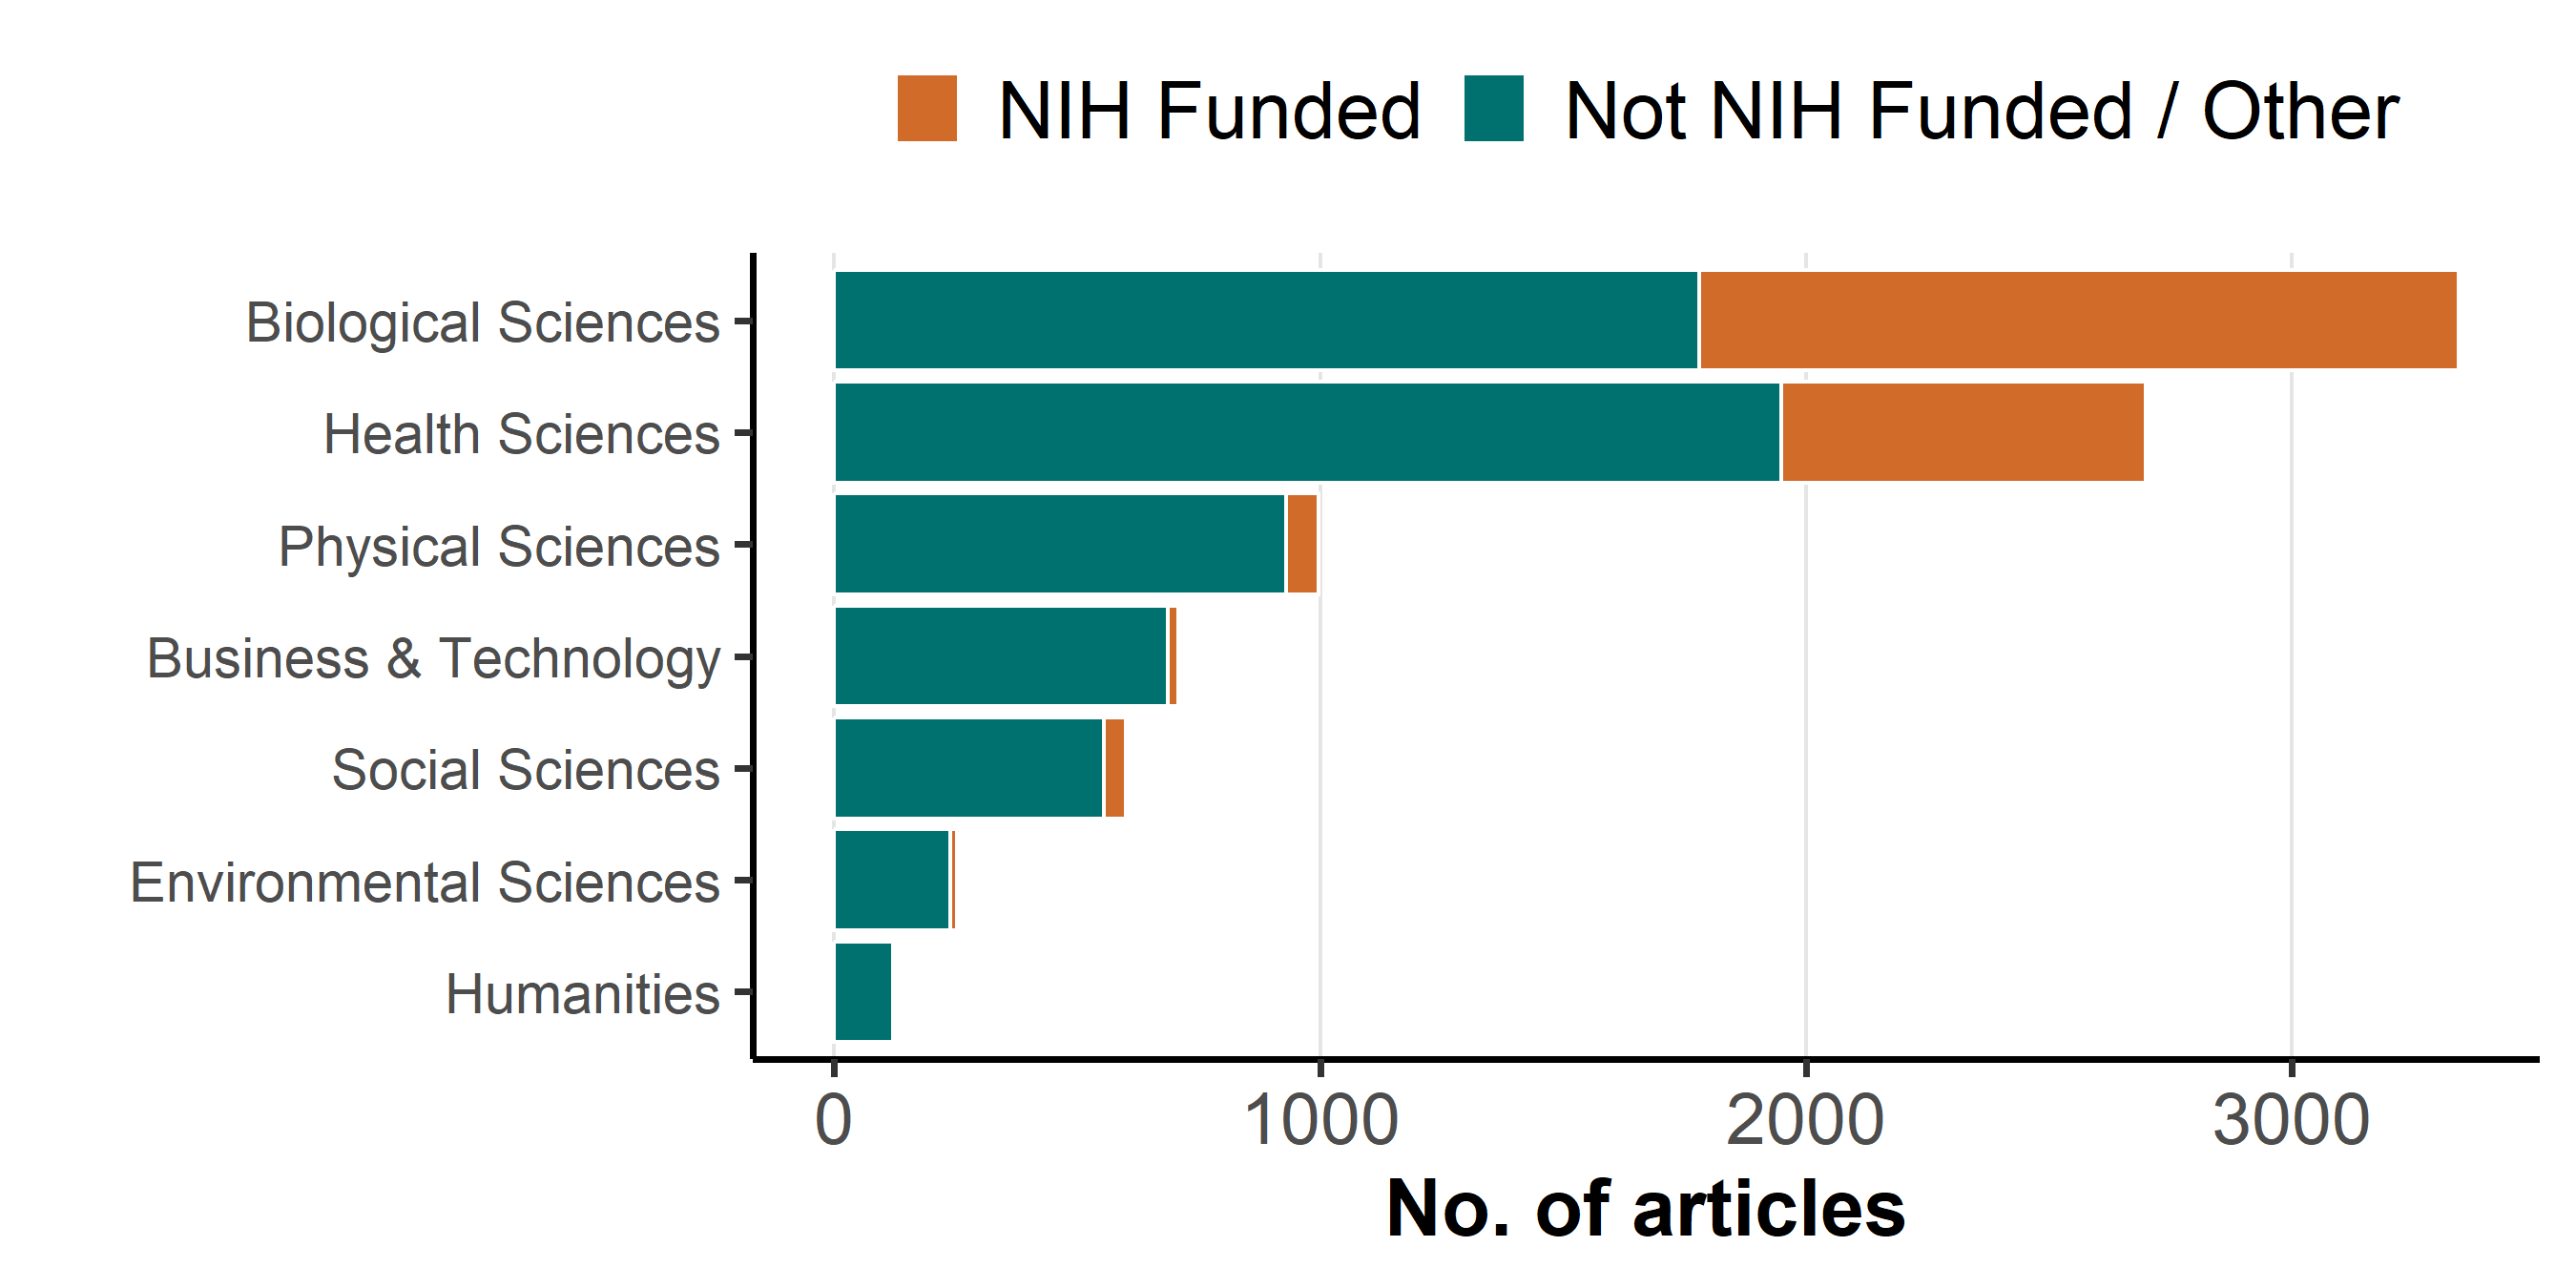 NIH Funded Not NIH Funded / Other
Biological Sciences
Health Sciences
Physical Sciences
Business & Technology
Social Sciences
Environmental Sciences
Humanities
0 1000 2000 3000
No. of articles